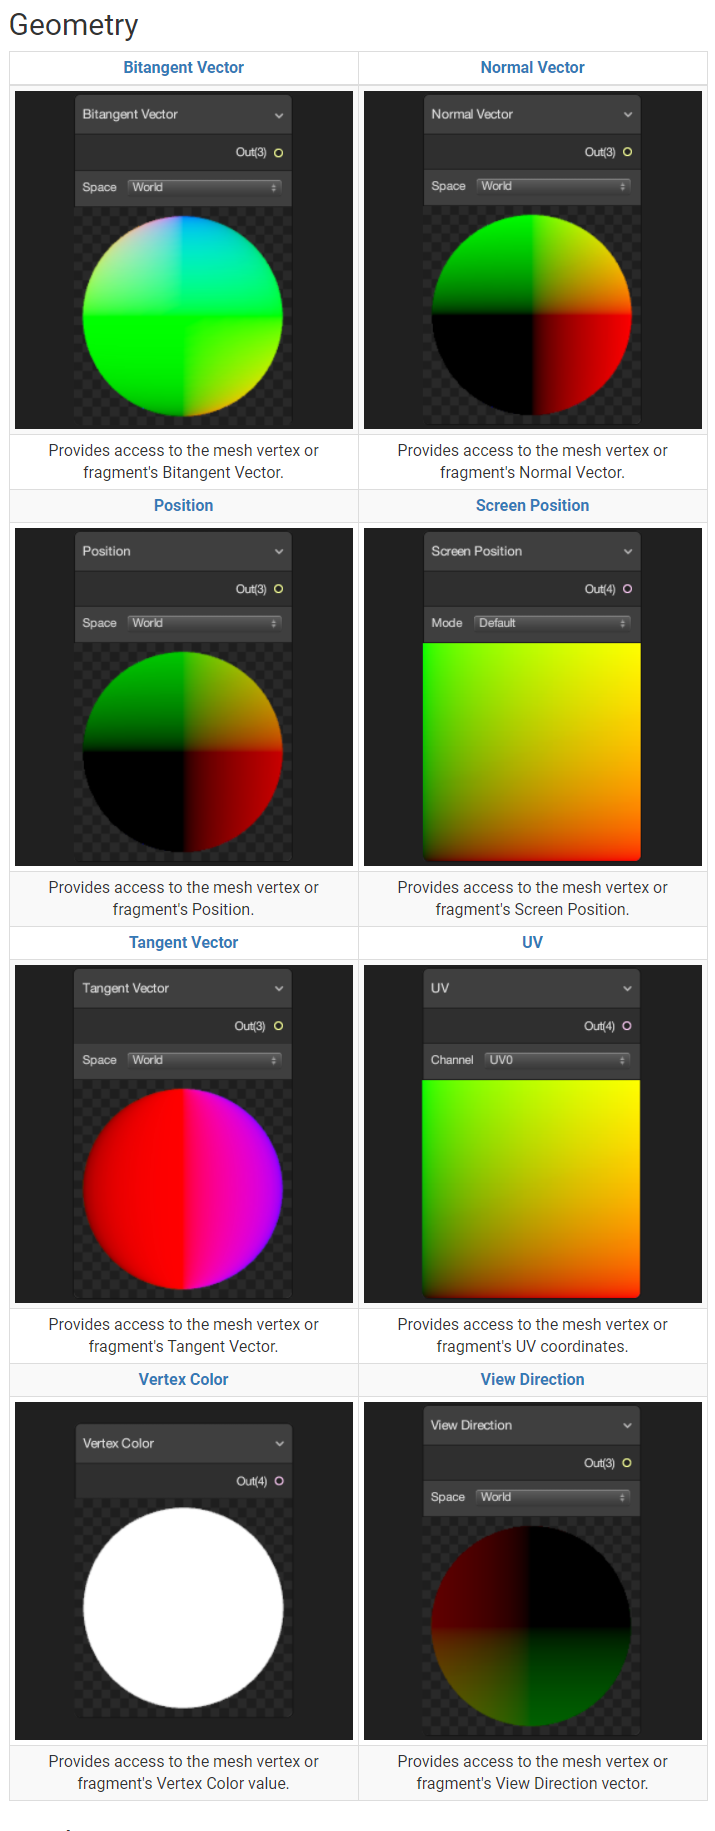 Geometry
Bitangent Vector
Normal Vector
Bitangent Vector
Out(3)
Space World
Normal Vector
Out(3)
Space World
Provides access to the mesh vertex or
fragment's Bitangent Vector.
Provides access to the mesh vertex or
fragment's Normal Vector.
Position
Screen Position
Position
Out(3)
Space World
Screen Position
Out(4)
Mode Default
Provides access to the mesh vertex or
fragment's Position.
Provides access to the mesh vertex or
fragment's Screen Position.
Tangent Vector
UV
Tangent Vector
Out(3)
Space World
UV
Out(4)
Channel UV0
Provides access to the mesh vertex or
fragment's Tangent Vector.
Provides access to the mesh vertex or
fragment's UV coordinates.
Vertex Color
View Direction
Vertex Color
Out(4)
View Direction
Out(3)
Space World
Provides access to the mesh vertex or
fragment's Vertex Color value.
Provides access to the mesh vertex or
fragment's View Direction vector.